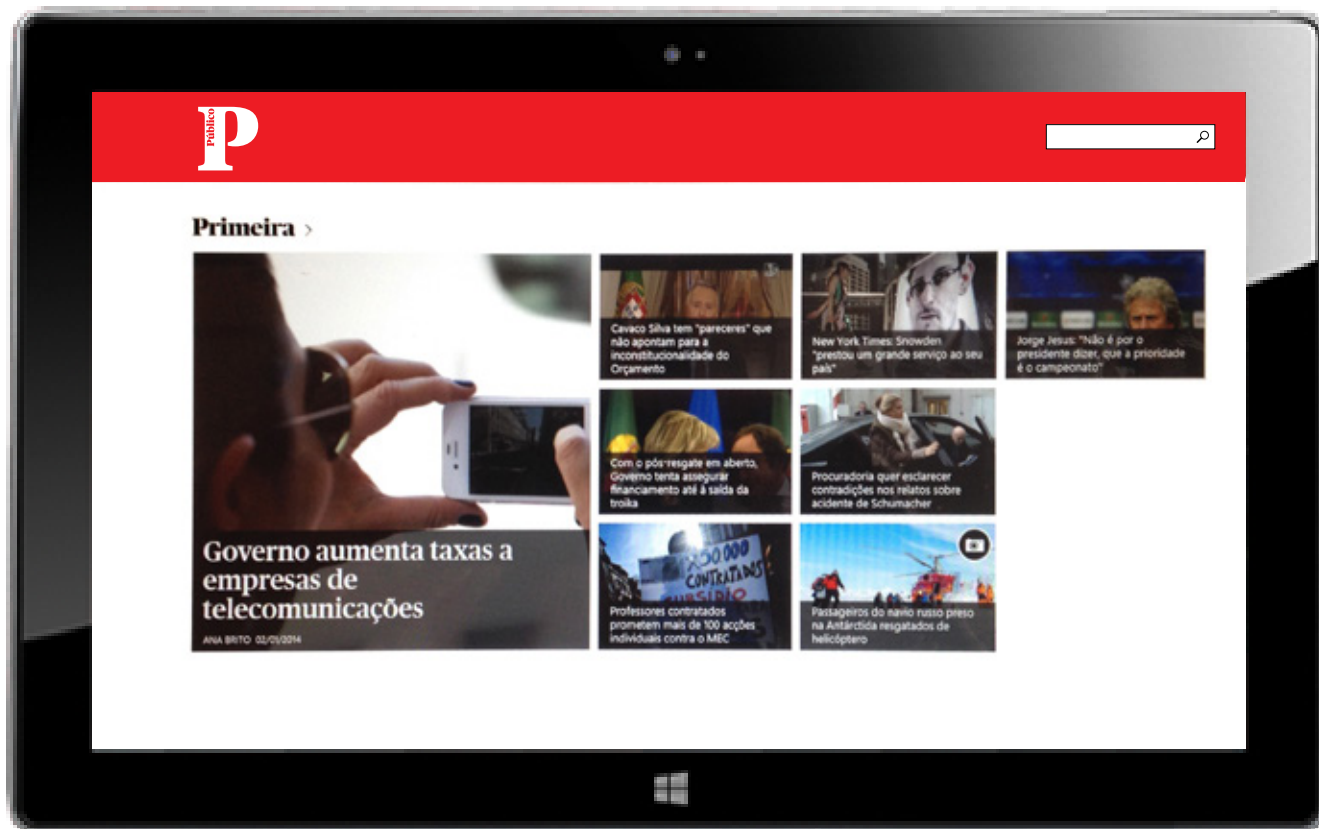 Público
P
Primeira >
Governo aumenta taxas a
empresas de
telecomunicações
ANA BRITO 02/01/2014
Cavaco Silva tem "pareceres" que
não apontam para a
inconstitucionalidade do
Orçamento
New York Times: Snowden
"prestou um grande serviço ao seu
país"
Jorge Jesus: "Não é por o
presidente dizer, que a prioridade
é o campeonato"
Com o pós-resgate em aberto,
Governo tenta assegurar
financiamento até à saída da
troika
Procuradoria quer esclarecer
contradições nos relatos sobre
acidente de Schumacher
X50.000
CONTRATADOS
SUBSÍDIO
Professores contratados
prometem mais de 100 acções
individuais contra o MEC
Passageiros do navio russo preso
na Antárctida resgatados de
helicóptero